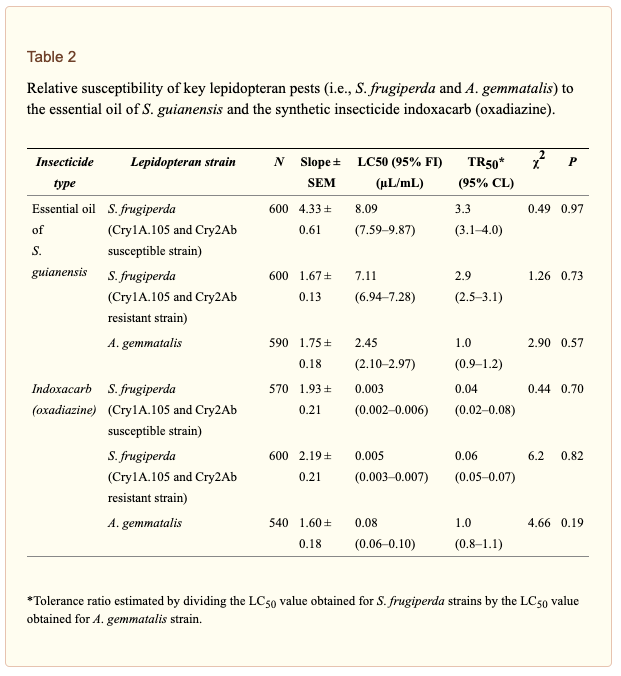 Table 2
Relative susceptibility of key lepidopteran pests (i.e., S. frugiperda and A. gemmatalis) to
the essential oil of S. guianensis and the synthetic insecticide indoxacarb (oxadiazine).
Insecticide type Lepidopteran strain N Slope ± SEM LC50 (95% FI) (μL/mL) TR50* (95% CL) χ2 P
Essential oil S. frugiperda 600 4.33 ± 8.09 3.3 0.49 0.97
of (Cry1A.105 and Cry2Ab 0.61 (7.59–9.87) (3.1–4.0)
S. susceptible strain)
guianensis S. frugiperda 600 1.67 ± 7.11 2.9 1.26 0.73
(Cry1A.105 and Cry2Ab 0.13 (6.94–7.28) (2.5–3.1)
resistant strain)
A. gemmatalis 590 1.75 ± 2.45 1.0 2.90 0.57
0.18 (2.10–2.97) (0.9–1.2)
Indoxacarb S. frugiperda 570 1.93 ± 0.003 0.04 0.44 0.70
(oxadiazine) (Cry1A.105 and Cry2Ab 0.21 (0.002–0.006) (0.02–0.08)
susceptible strain)
S. frugiperda 600 2.19 ± 0.005 0.06 6.2 0.82
(Cry1A.105 and Cry2Ab 0.21 (0.003–0.007) (0.05–0.07)
resistant strain)
A. gemmatalis 540 1.60 ± 0.08 1.0 4.66 0.19
0.18 (0.06–0.10) (0.8–1.1)
*Tolerance ratio estimated by dividing the LC50 value obtained for S. frugiperda strains by the LC50 value
obtained for A. gemmatalis strain.